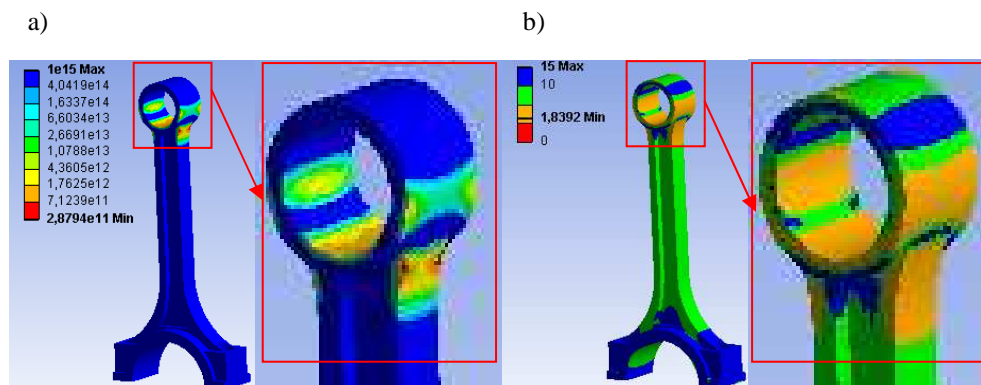 a)
b)
1e15 Max
4,0419e14
1,6337e14
6,6034e13
2,6691e13
1,0788e13
4,3605e12
1,7625e12
7,1239e11
2,8794e11 Min
15 Max
10
1,8392 Min
0